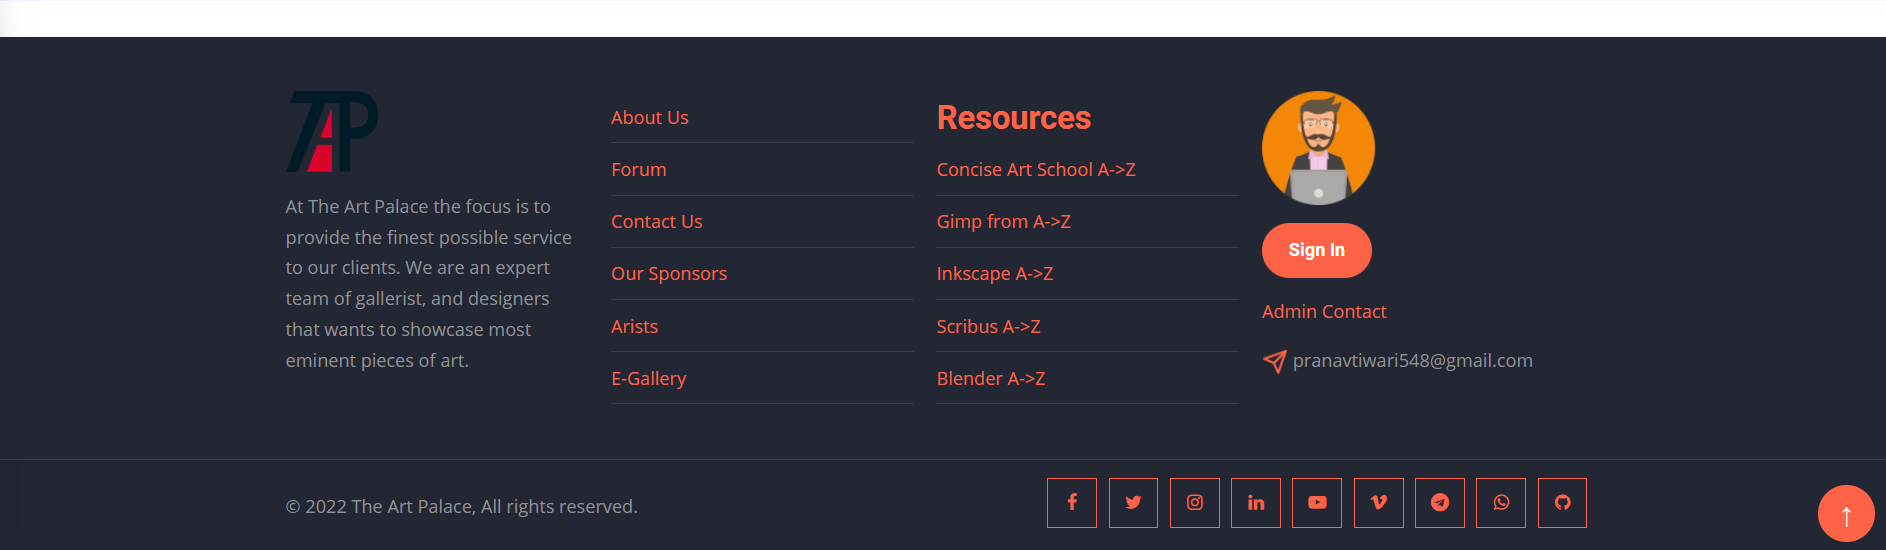 TAP
At The Art Palace the focus is to
provide the finest possible service
to our clients. We are an expert
team of gallerist, and designers
that wants to showcase most
eminent pieces of art.
About Us
Forum
Contact Us
Our Sponsors
Arists
E-Gallery
Resources
Concise Art School A->Z
Gimp from A->Z
Inkscape A->Z
Scribus A->Z
Blender A->Z
Sign In
Admin Contact
pranavtiwari548@gmail.com
© 2022 The Art Palace, All rights reserved.